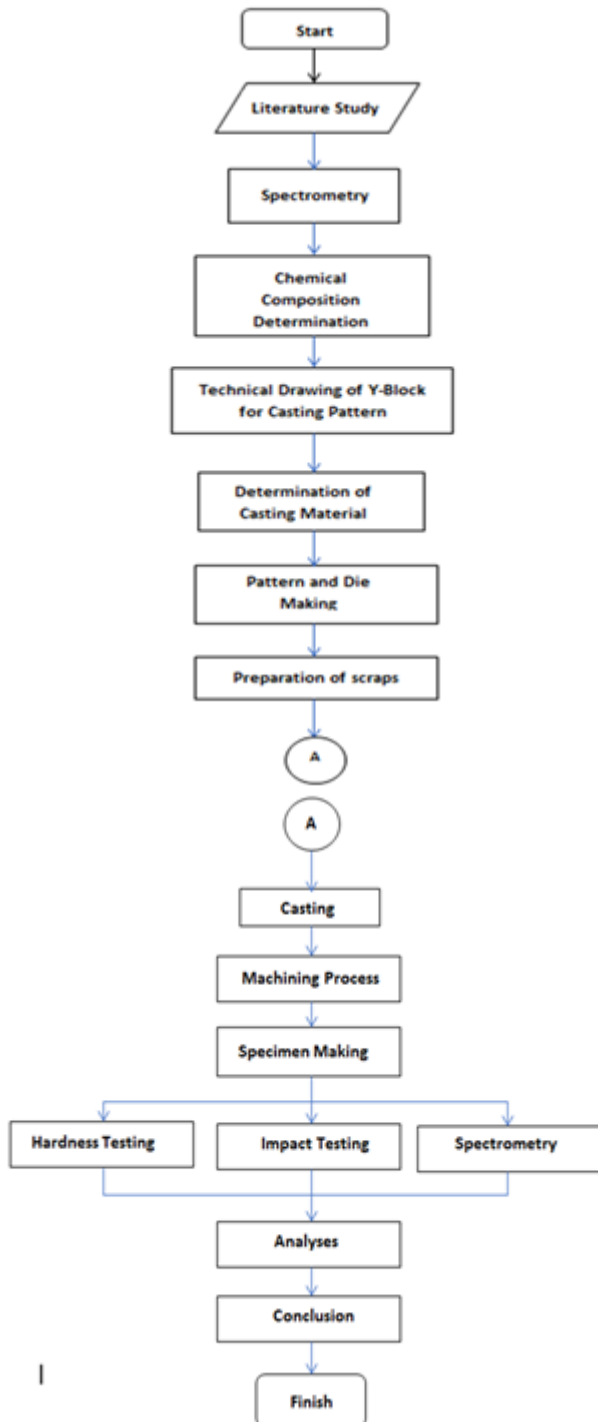 Start
Literature Study
Spectrometry
Chemical
Composition
Determination
Technical Drawing of Y-Block
for Casting Pattern
Determination of
Casting Material
Pattern and Die
Making
Preparation of scraps
A
A
Casting
Machining Process
Specimen Making
Hardness Testing
Impact Testing
Spectrometry
Analyses
Conclusion
Finish